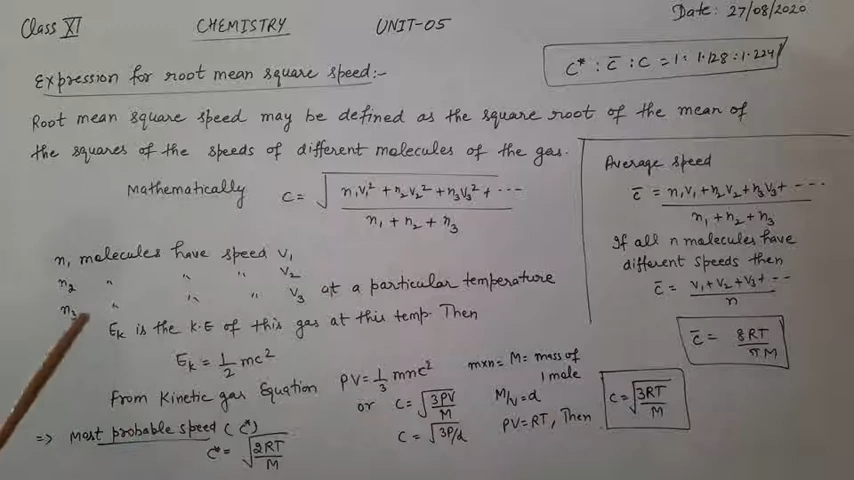 Class XI CHEMISTRY UNIT-05 Date: 27/08/2020
Expression for root mean square speed:-
C* : C̄ : C = 1 : 1.128 : 1.224
Root mean square speed may be defined as the square root of the mean of
the squares of the speeds of different molecules of the gas.
Mathematically C = √(n₁v₁² + n₂v₂² + n₃v₃² + ---)/(n₁ + n₂ + n₃)
n₁ molecules have speed v₁
n₂ " " " v₂
n₃ " " " v₃ at a particular temperature
Eₖ is the K.E of this gas at this temp. Then
Eₖ = 1/2 mc²
From Kinetic gas Equation PV = 1/3 mnc² m×n = M = mass of
1 mole
or C = √(3PV/M) M/V = d
C = √(3P/d) PV = RT, Then
C = √(3RT/M)
⇒ Most probable speed (C*)
C* = √(2RT/M)
Average speed
C̄ = (n₁v₁ + n₂v₂ + n₃v₃ + ----)/(n₁ + n₂ + n₃)
If all n molecules have
different speeds then
C̄ = (v₁ + v₂ + v₃ + ---)/n
C̄ = 8RT/πM